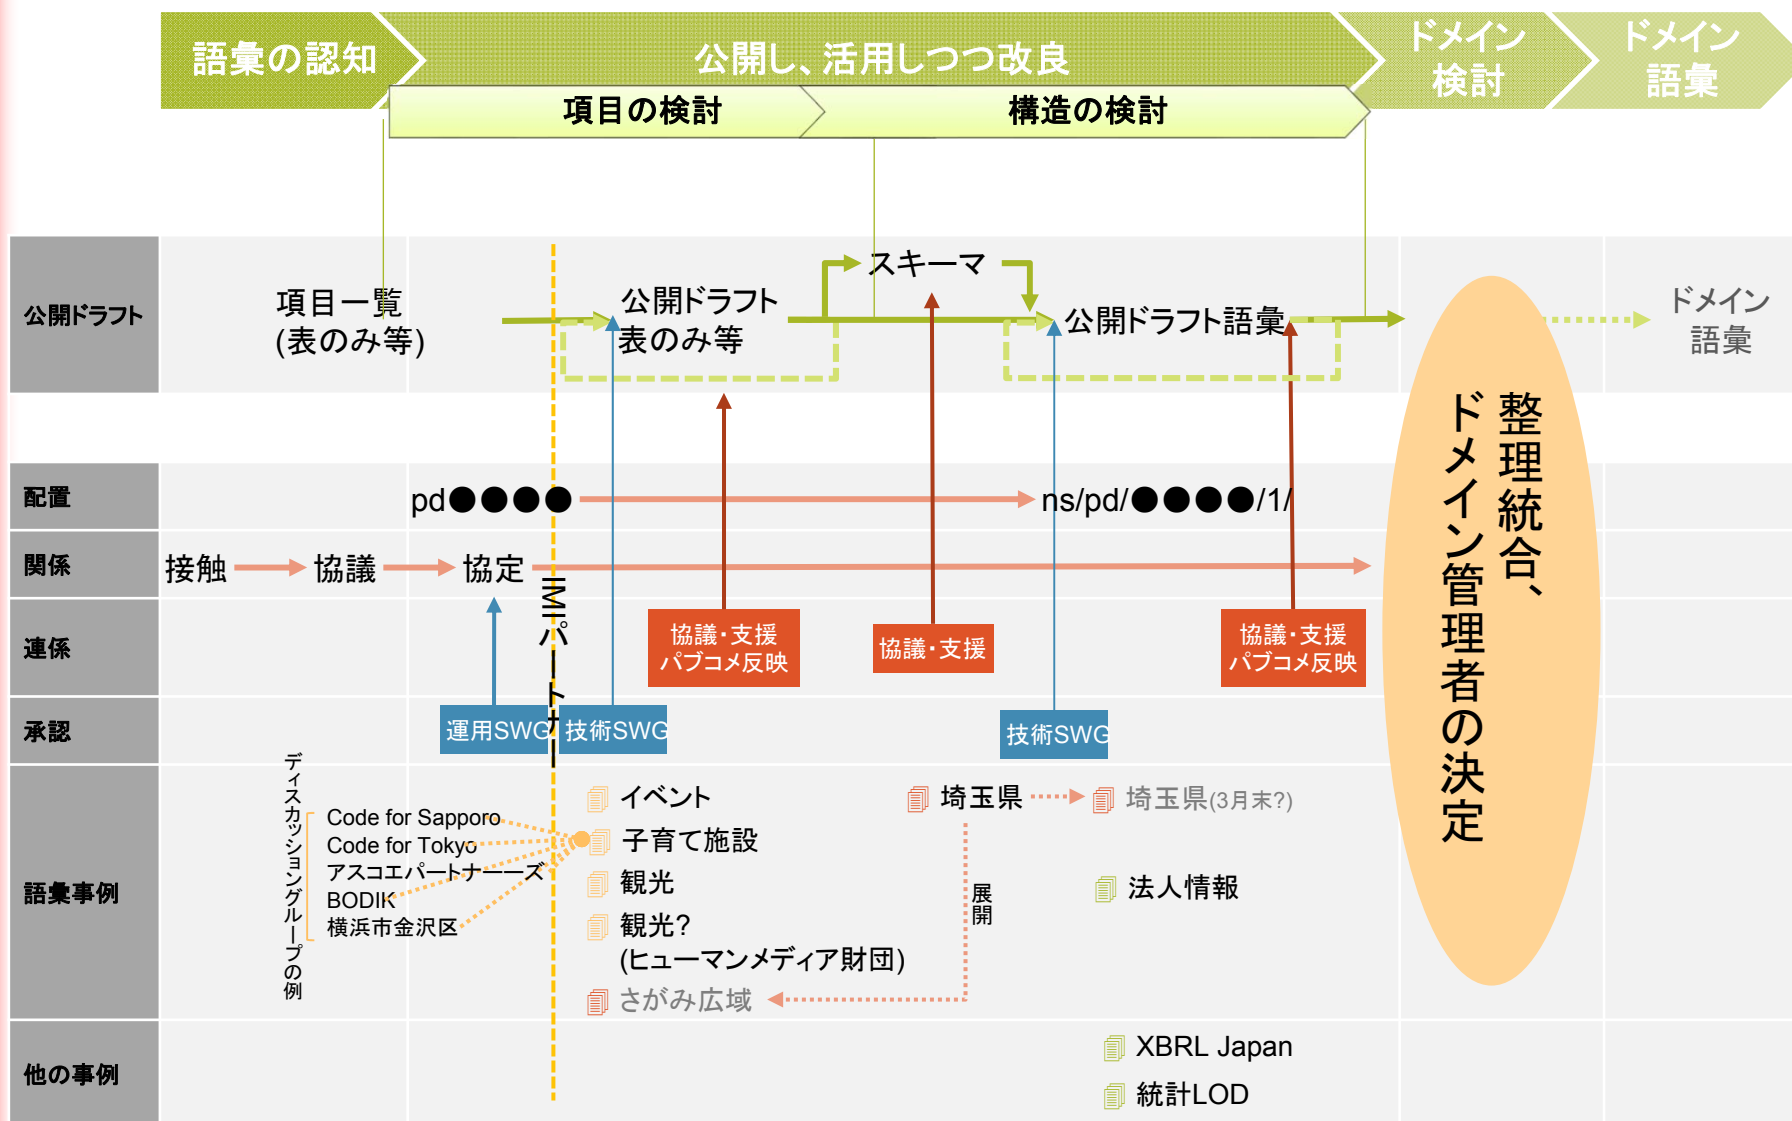 語彙の認知
公開し、活用しつつ改良
ドメイン
検討
ドメイン
語彙
項目の検討
構造の検討
公開ドラフト
項目一覧
(表のみ等)
公開ドラフト
表のみ等
スキーマ
公開ドラフト語彙
ドメイン
語彙
整理統合、
ドメイン管理者の決定
配置
pd●●●●
ns/pd/●●●●/1/
関係
接触
協議
協定
IMIパートナー
連係
協議・支援
パブコメ反映
協議・支援
協議・支援
パブコメ反映
承認
運用SWG
技術SWG
技術SWG
語彙事例
ディスカッショングループの例
Code for Sapporo
Code for Tokyo
アスコエパートナーーズ
BODIK
横浜市金沢区
イベント
子育て施設
観光
観光?
(ヒューマンメディア財団)
さがみ広域
埼玉県
展開
埼玉県(3月末?)
法人情報
他の事例
XBRL Japan
統計LOD